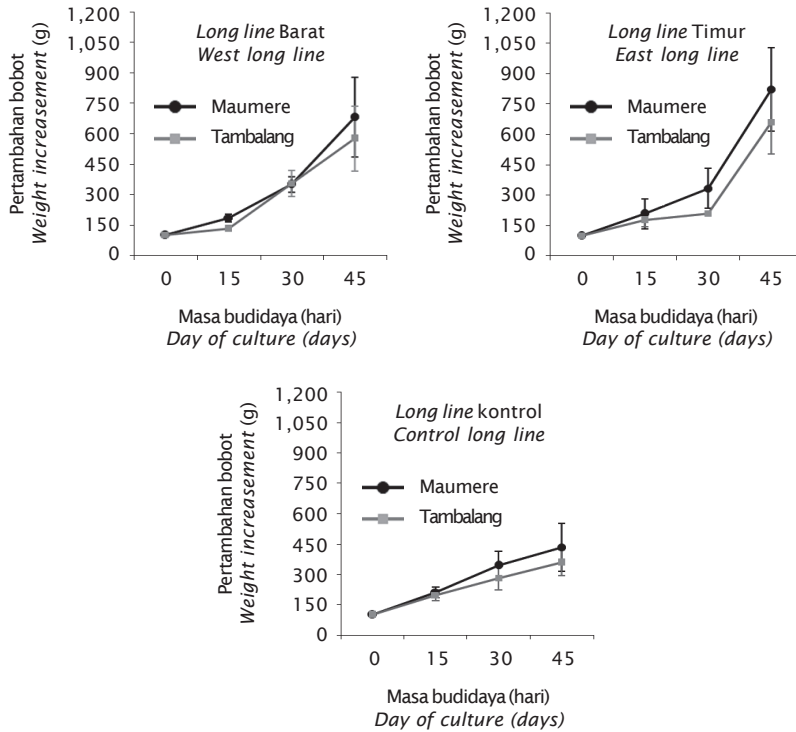 Pertambahan bobot
Weight increasement (g)
1,200
1,050
900
750
600
450
300
150
0
Long line Barat
West long line
Maumere
Tambalang
0 15 30 45
Masa budidaya (hari)
Day of culture (days)
Pertambahan bobot
Weight increasement (g)
1,200
1,050
900
750
600
450
300
150
0
Long line Timur
East long line
Maumere
Tambalang
0 15 30 45
Masa budidaya (hari)
Day of culture (days)
Pertambahan bobot
Weight increasement (g)
1,200
1,050
900
750
600
450
300
150
0
Long line kontrol
Control long line
Maumere
Tambalang
0 15 30 45
Masa budidaya (hari)
Day of culture (days)